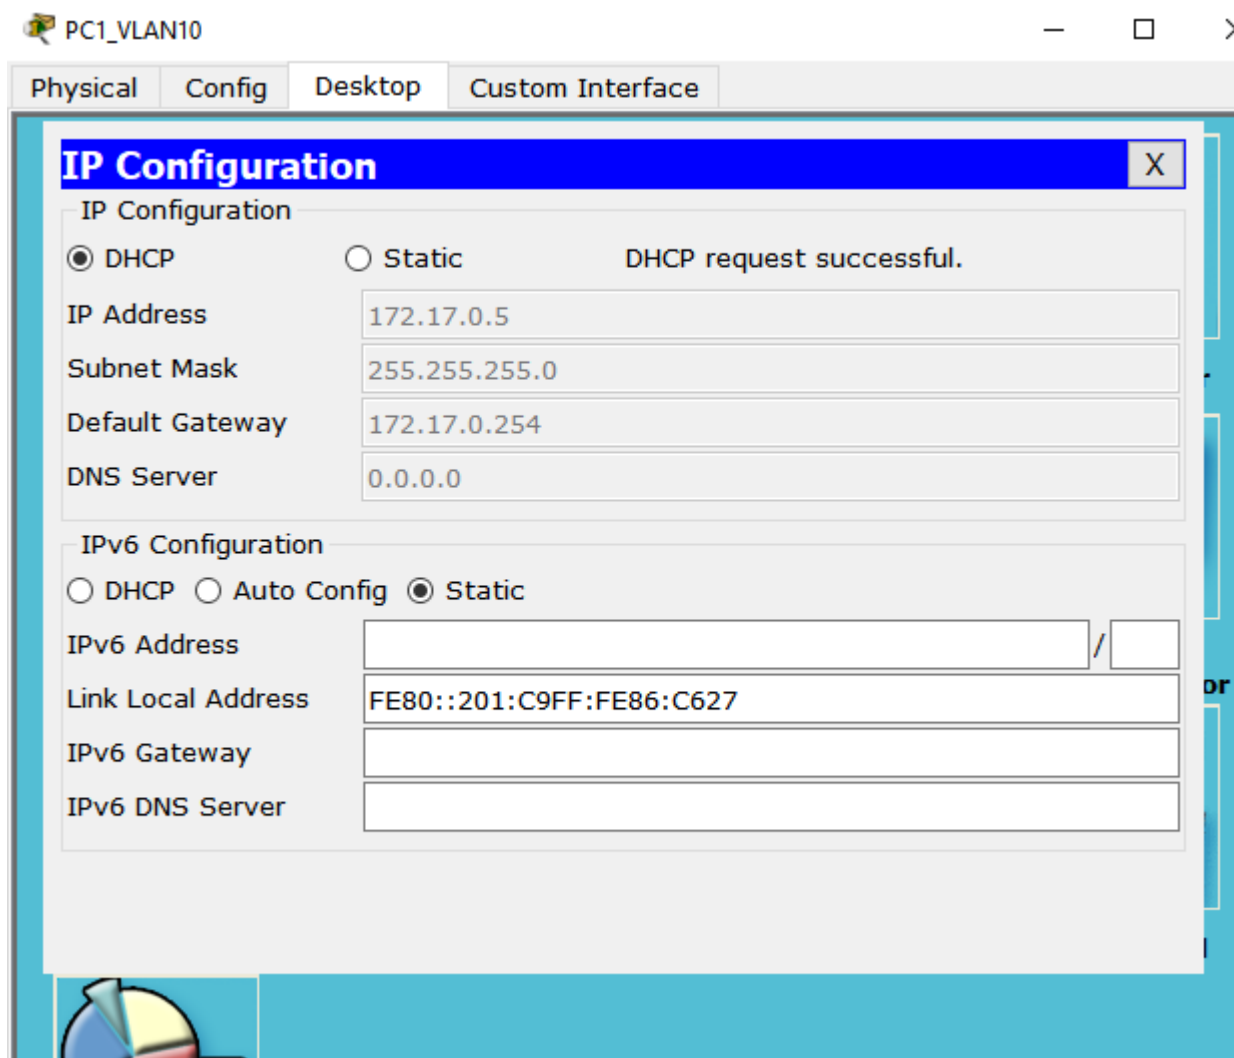 PC1_VLAN10
Physical Config Desktop Custom Interface
IP Configuration X
IP Configuration
DHCP Static DHCP request successful.
IP Address 172.17.0.5
Subnet Mask 255.255.255.0
Default Gateway 172.17.0.254
DNS Server 0.0.0.0
IPv6 Configuration
DHCP Auto Config Static
IPv6 Address /
Link Local Address FE80::201:C9FF:FE86:C627
IPv6 Gateway
IPv6 DNS Server